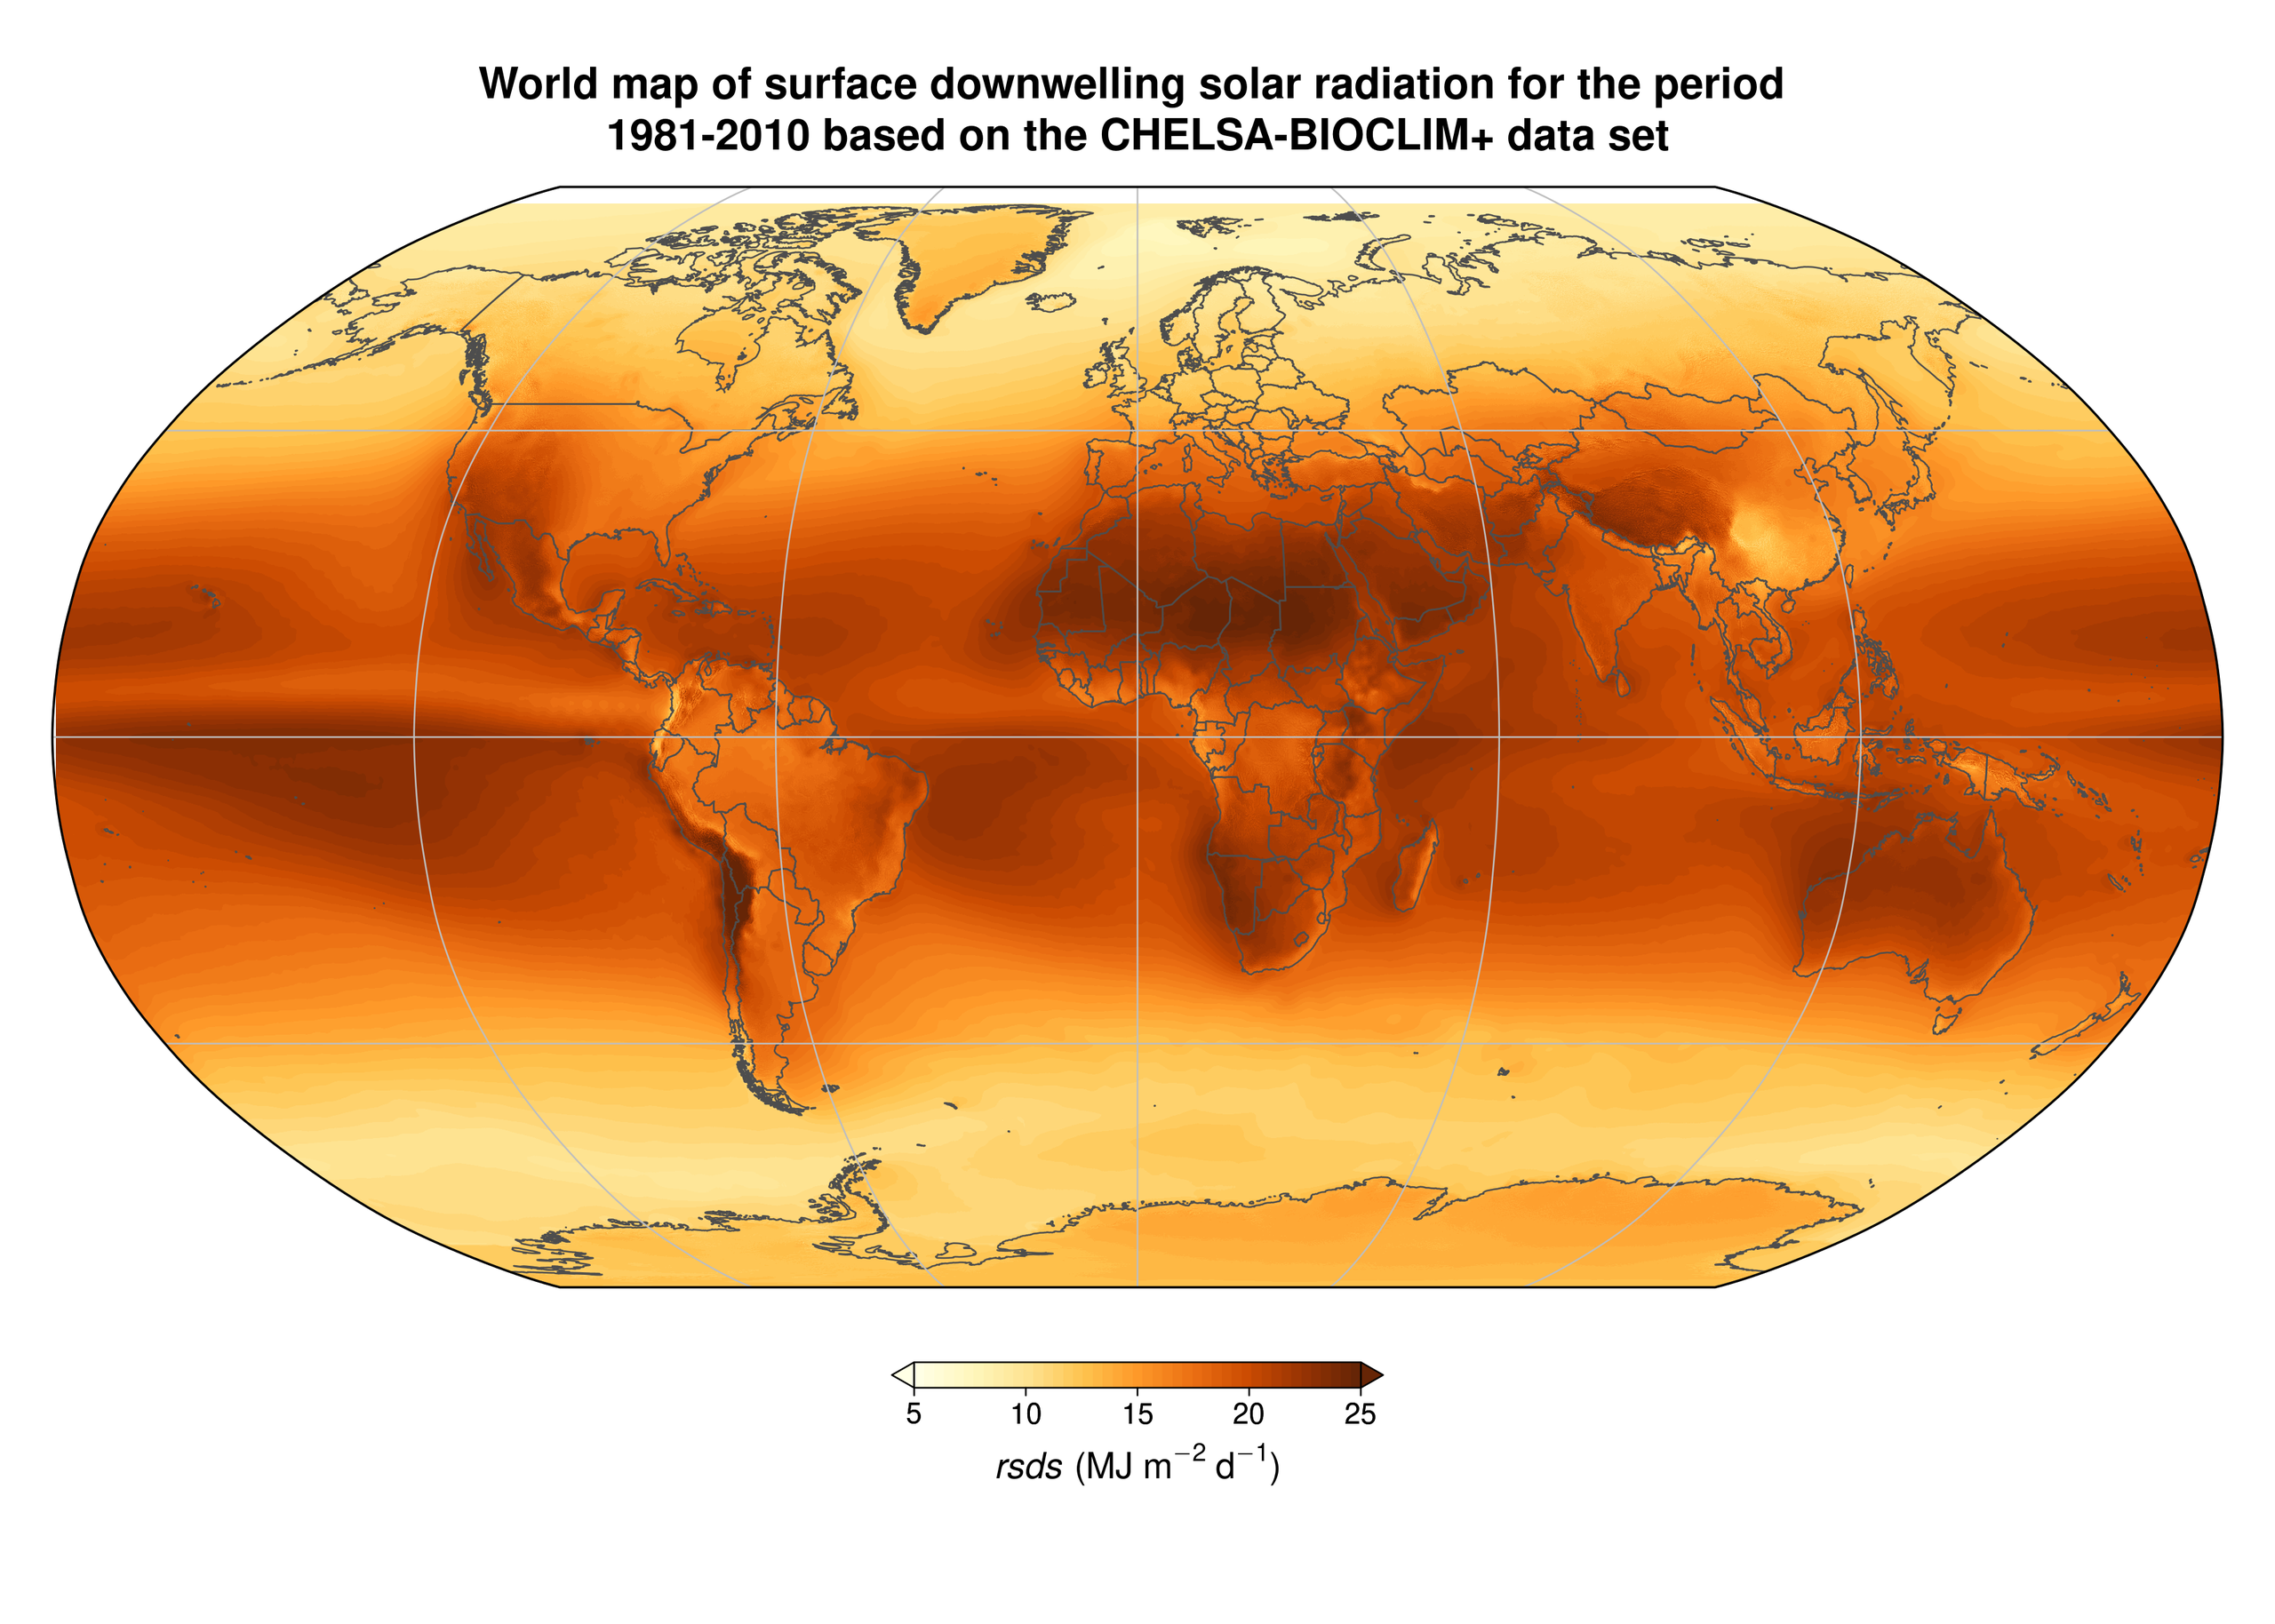 World map of surface downwelling solar radiation for the period
1981-2010 based on the CHELSA-BIOCLIM+ data set
5 10 15 20 25
rsds (MJ m⁻² d⁻¹)